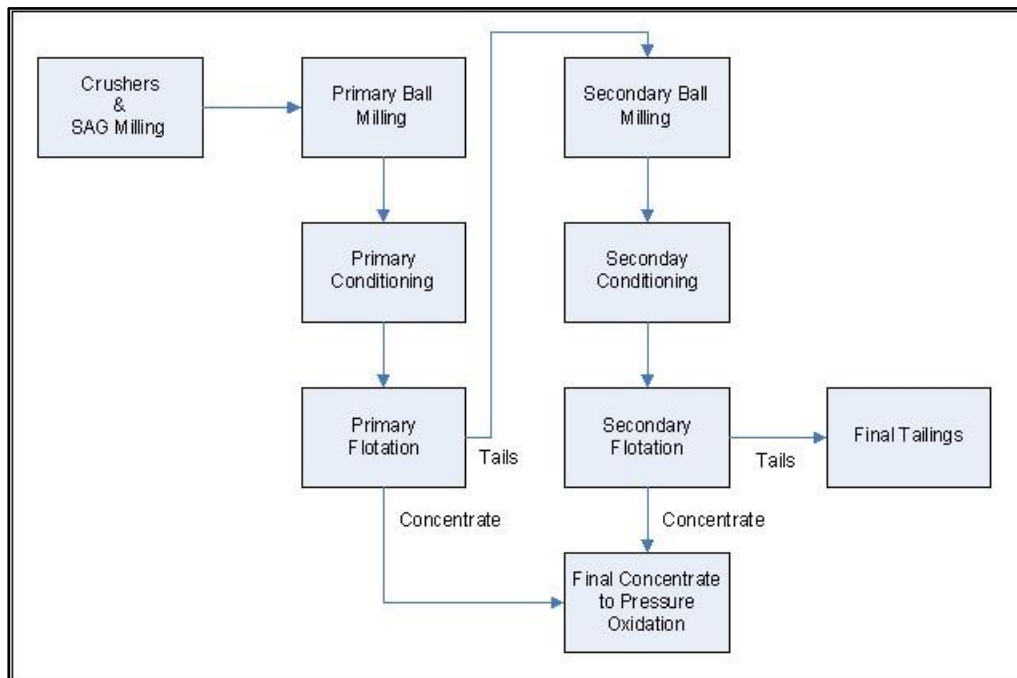 Crushers
&
SAG Milling
Primary Ball
Milling
Secondary Ball
Milling
Primary
Conditioning
Seconday
Conditioning
Primary
Flotation
Tails
Secondary
Flotation
Tails
Final Tailings
Concentrate
Concentrate
Final Concentrate
to Pressure
Oxidation